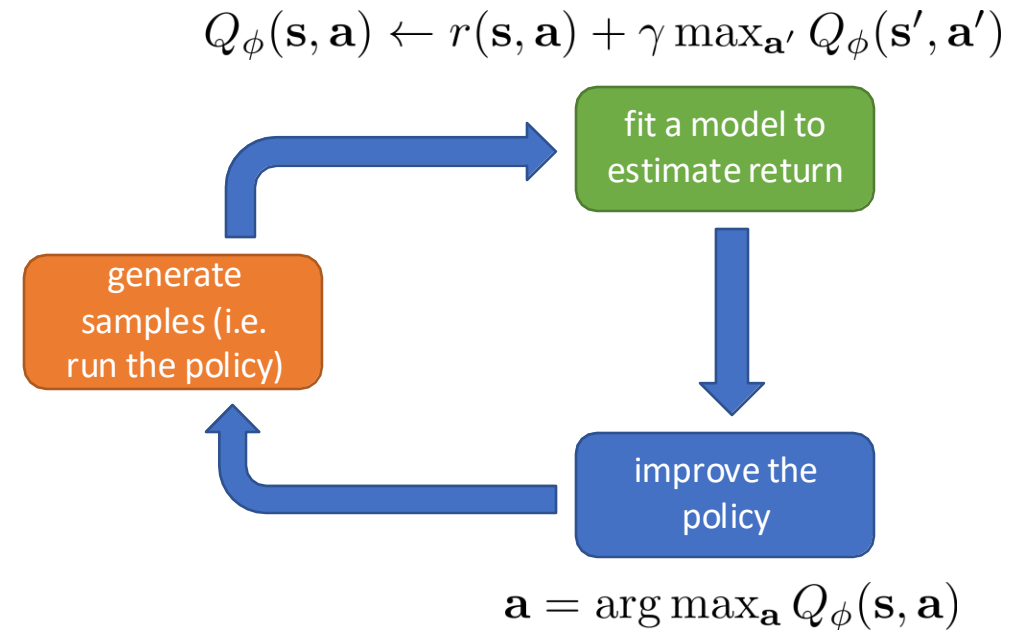 Q_ϕ(s, a) ← r(s, a) + γ max_a′ Q_ϕ(s′, a′)
fit a model to
estimate return
generate
samples (i.e.
run the policy)
improve the
policy
a = arg max_a Q_ϕ(s, a)